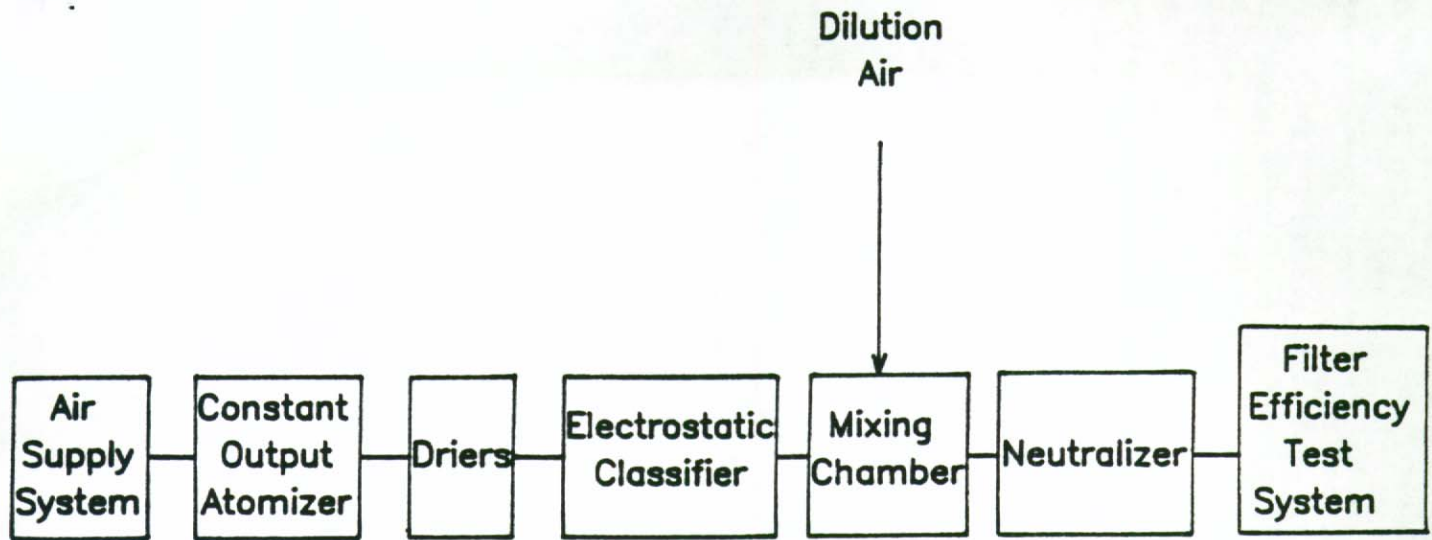 Dilution
Air
Air
Supply
System
Constant
Output
Atomizer
Driers
Electrostatic
Classifier
Mixing
Chamber
Neutralizer
Filter
Efficiency
Test
System